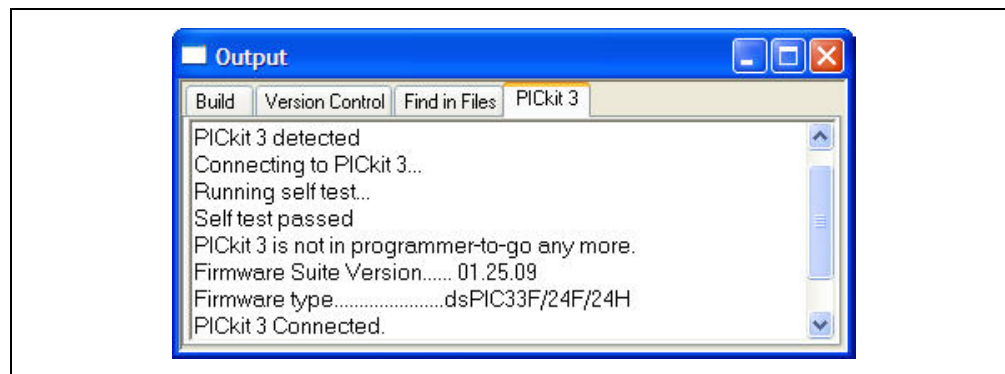 Output
Build Version Control Find in Files PICkit 3
PICkit 3 detected
Connecting to PICkit 3...
Running self test...
Self test passed
PICkit 3 is not in programmer-to-go any more.
Firmware Suite Version...... 01.25.09
Firmware type......................dsPIC33F/24F/24H
PICkit 3 Connected.